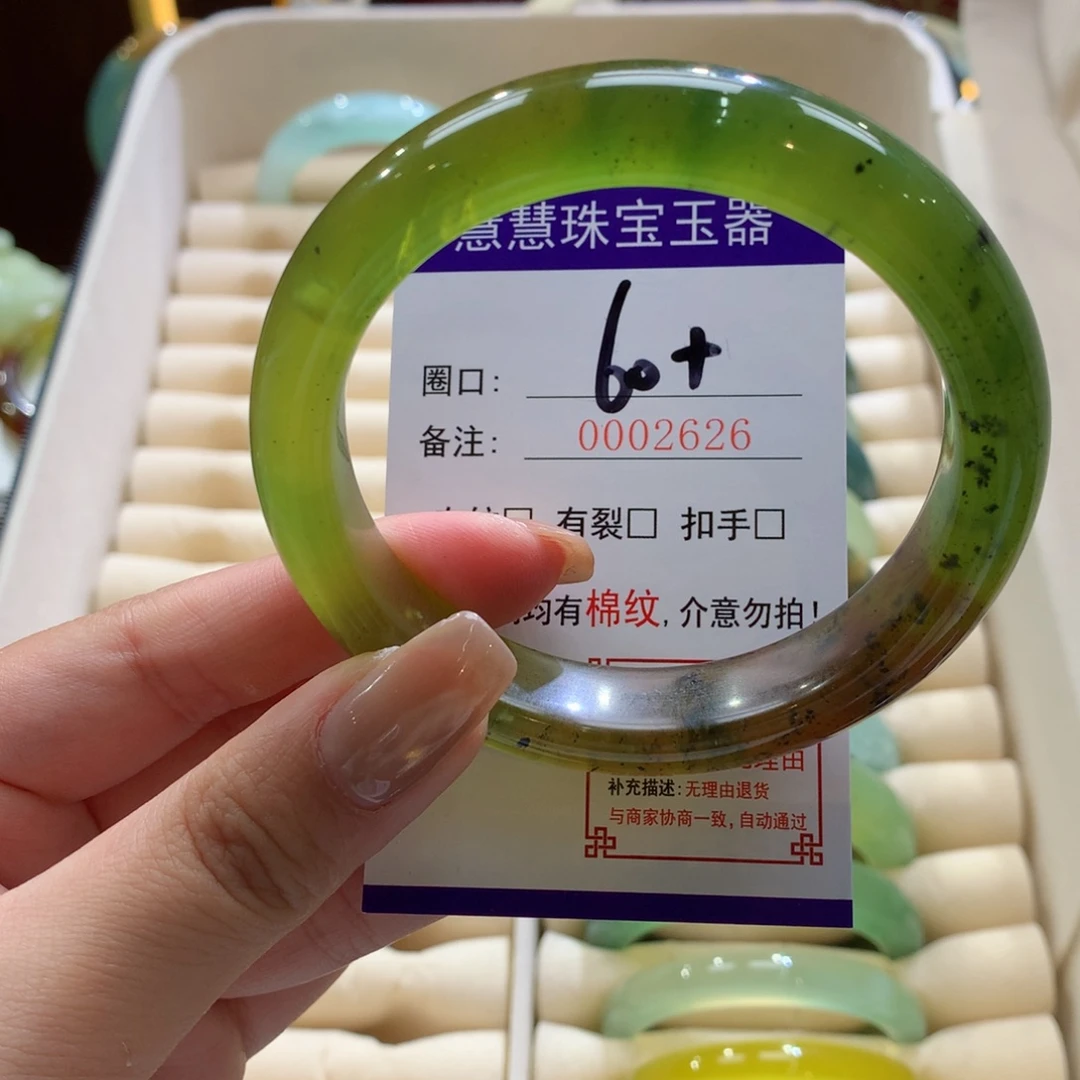 慧慧珠宝玉器
圈口: 60+
备注: 0002626
有裂□ 扣手□
均有棉纹,介意勿拍!
理由
补充描述:无理由退货
与商家协商一致,自动通过